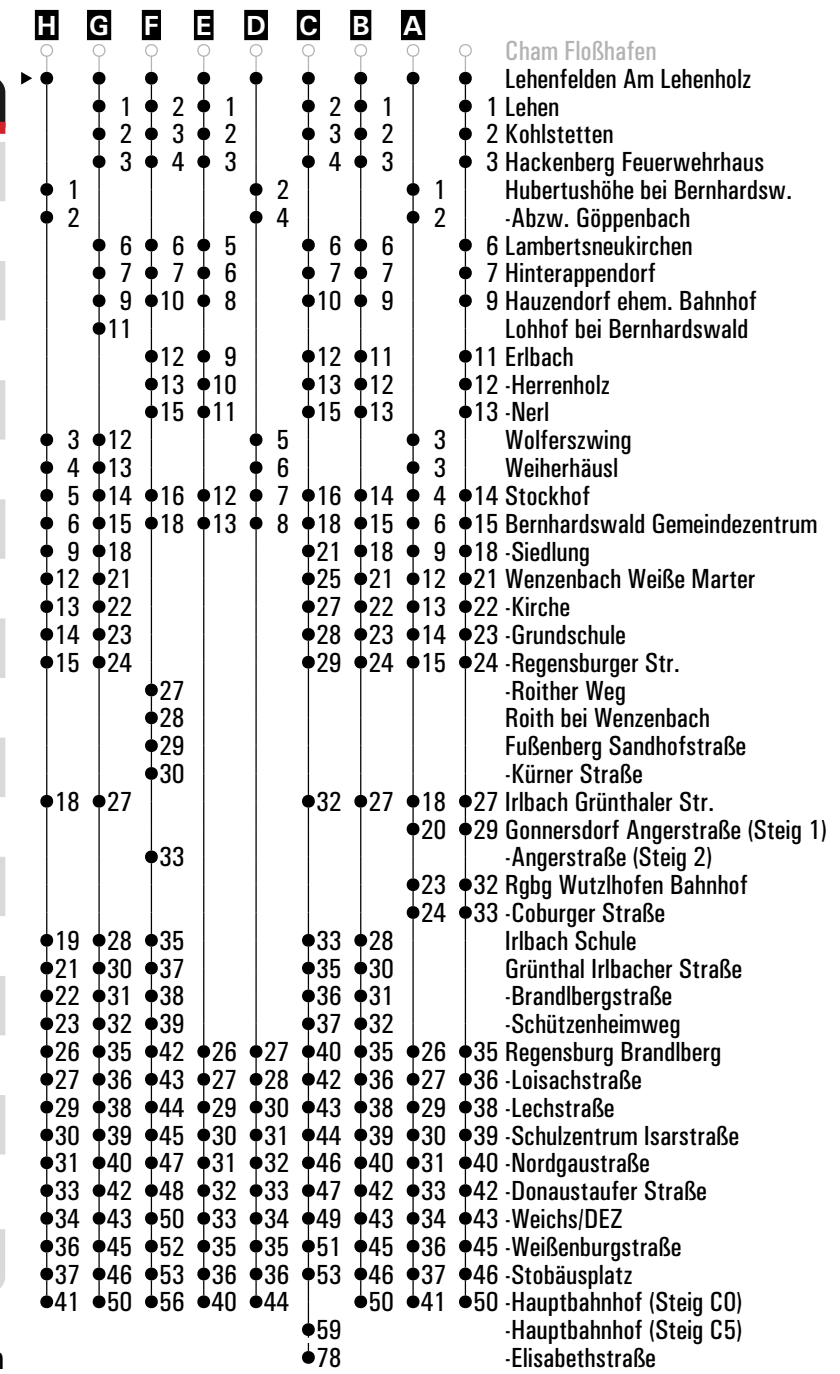 H G F E D C B A
Cham Floßhafen
Lehenfelden Am Lehenholz
1 2 1 2 1 1 Lehen
2 3 2 3 2 2 Kohlstetten
3 4 3 4 3 3 Hackenberg Feuerwehrhaus
1 2 1 Hubertushöhe bei Bernhardsw.
2 4 2 -Abzw. Göppenbach
6 6 5 6 6 6 Lambertsneukirchen
7 7 6 7 7 7 Hinterappendorf
9 10 8 10 9 9 Hauzendorf ehem. Bahnhof
11 Lohhof bei Bernhardswald
12 9 12 11 11 Erlbach
13 10 13 12 12 -Herrenholz
15 11 15 13 13 -Nerl
3 12 5 3 Wolferszwing
4 13 6 3 Weiherhäusl
5 14 16 12 7 16 14 4 14 Stockhof
6 15 18 13 8 18 15 6 15 Bernhardswald Gemeindezentrum
9 18 21 18 9 18 -Siedlung
12 21 25 21 12 21 Wenzenbach Weiße Marter
13 22 27 22 13 22 -Kirche
14 23 28 23 14 23 -Grundschule
15 24 29 24 15 24 -Regensburger Str.
27 -Roither Weg
28 Roith bei Wenzenbach
29 Fußenberg Sandhofstraße
30 -Kürner Straße
18 27 32 27 18 27 Irlbach Grünthaler Str.
20 29 Gonnersdorf Angerstraße (Steig 1)
33 -Angerstraße (Steig 2)
23 32 Rgbg Wutzlhofen Bahnhof
24 33 -Coburger Straße
19 28 35 33 28 Irlbach Schule
21 30 37 35 30 Grünthal Irlbacher Straße
22 31 38 36 31 -Brandlbergstraße
23 32 39 37 32 -Schützenheimweg
26 35 42 26 27 40 35 26 35 Regensburg Brandlberg
27 36 43 27 28 42 36 27 36 -Loisachstraße
29 38 44 29 30 43 38 29 38 -Lechstraße
30 39 45 30 31 44 39 30 39 -Schulzentrum Isarstraße
31 40 47 31 32 46 40 31 40 -Nordgaustraße
33 42 48 32 33 47 42 33 42 -Donaustaufer Straße
34 43 50 33 34 49 43 34 43 -Weichs/DEZ
36 45 52 35 35 51 45 36 45 -Weißenburgstraße
37 46 53 36 36 53 46 37 46 -Stobäusplatz
41 50 56 40 44 50 41 50 -Hauptbahnhof (Steig C0)
59 -Hauptbahnhof (Steig C5)
78 -Elisabethstraße